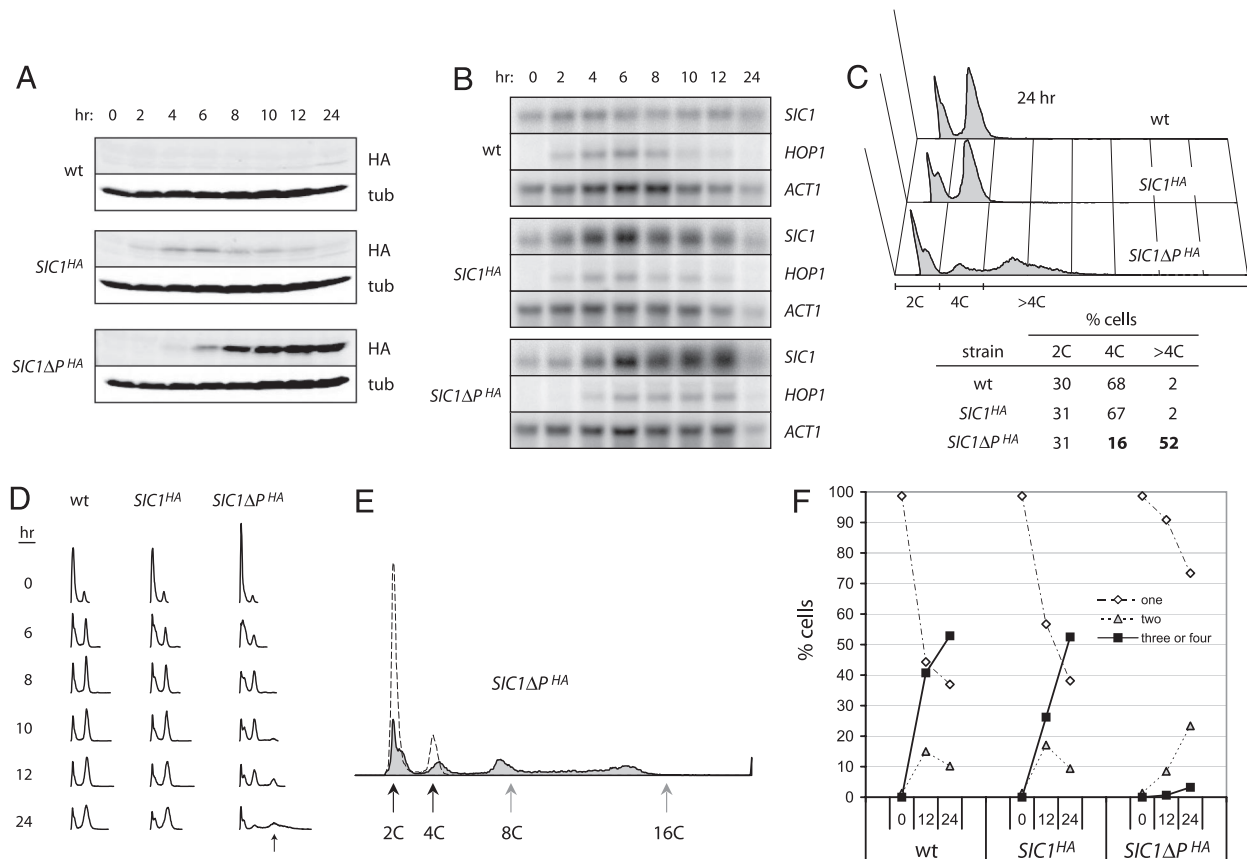 A
hr: 0 2 4 6 8 10 12 24
wt
HA
tub
SIC1HA
HA
tub
SIC1ΔP HA
HA
tub
B
hr: 0 2 4 6 8 10 12 24
wt
SIC1
HOP1
ACT1
SIC1HA
SIC1
HOP1
ACT1
SIC1ΔP HA
SIC1
HOP1
ACT1
C
24 hr
wt
SIC1HA
SIC1ΔP HA
2C 4C >4C
% cells
strain 2C 4C >4C
wt 30 68 2
SIC1HA 31 67 2
SIC1ΔP HA 31 16 52
D
wt SIC1HA SIC1ΔP HA
hr
0
6
8
10
12
24
E
SIC1ΔP HA
2C 4C 8C 16C
F
% cells
100
90
80
70
60
50
40
30
20
10
0
one
two
three or four
0 12 24 0 12 24 0 12 24
wt SIC1HA SIC1ΔP HA